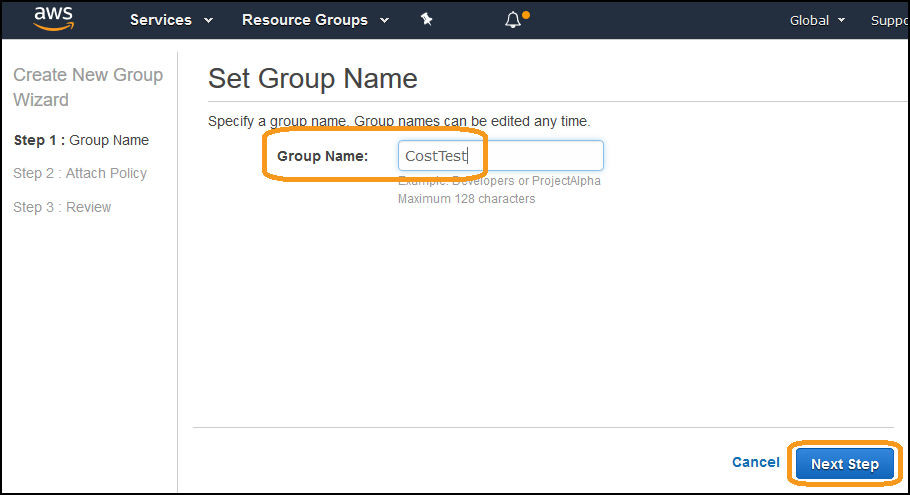 aws Services Resource Groups Global Suppo
Create New Group
Wizard
Step 1 : Group Name
Step 2 : Attach Policy
Step 3 : Review
Set Group Name
Specify a group name. Group names can be edited any time.
Group Name: CostTest
Example: Developers or ProjectAlpha
Maximum 128 characters
Cancel Next Step